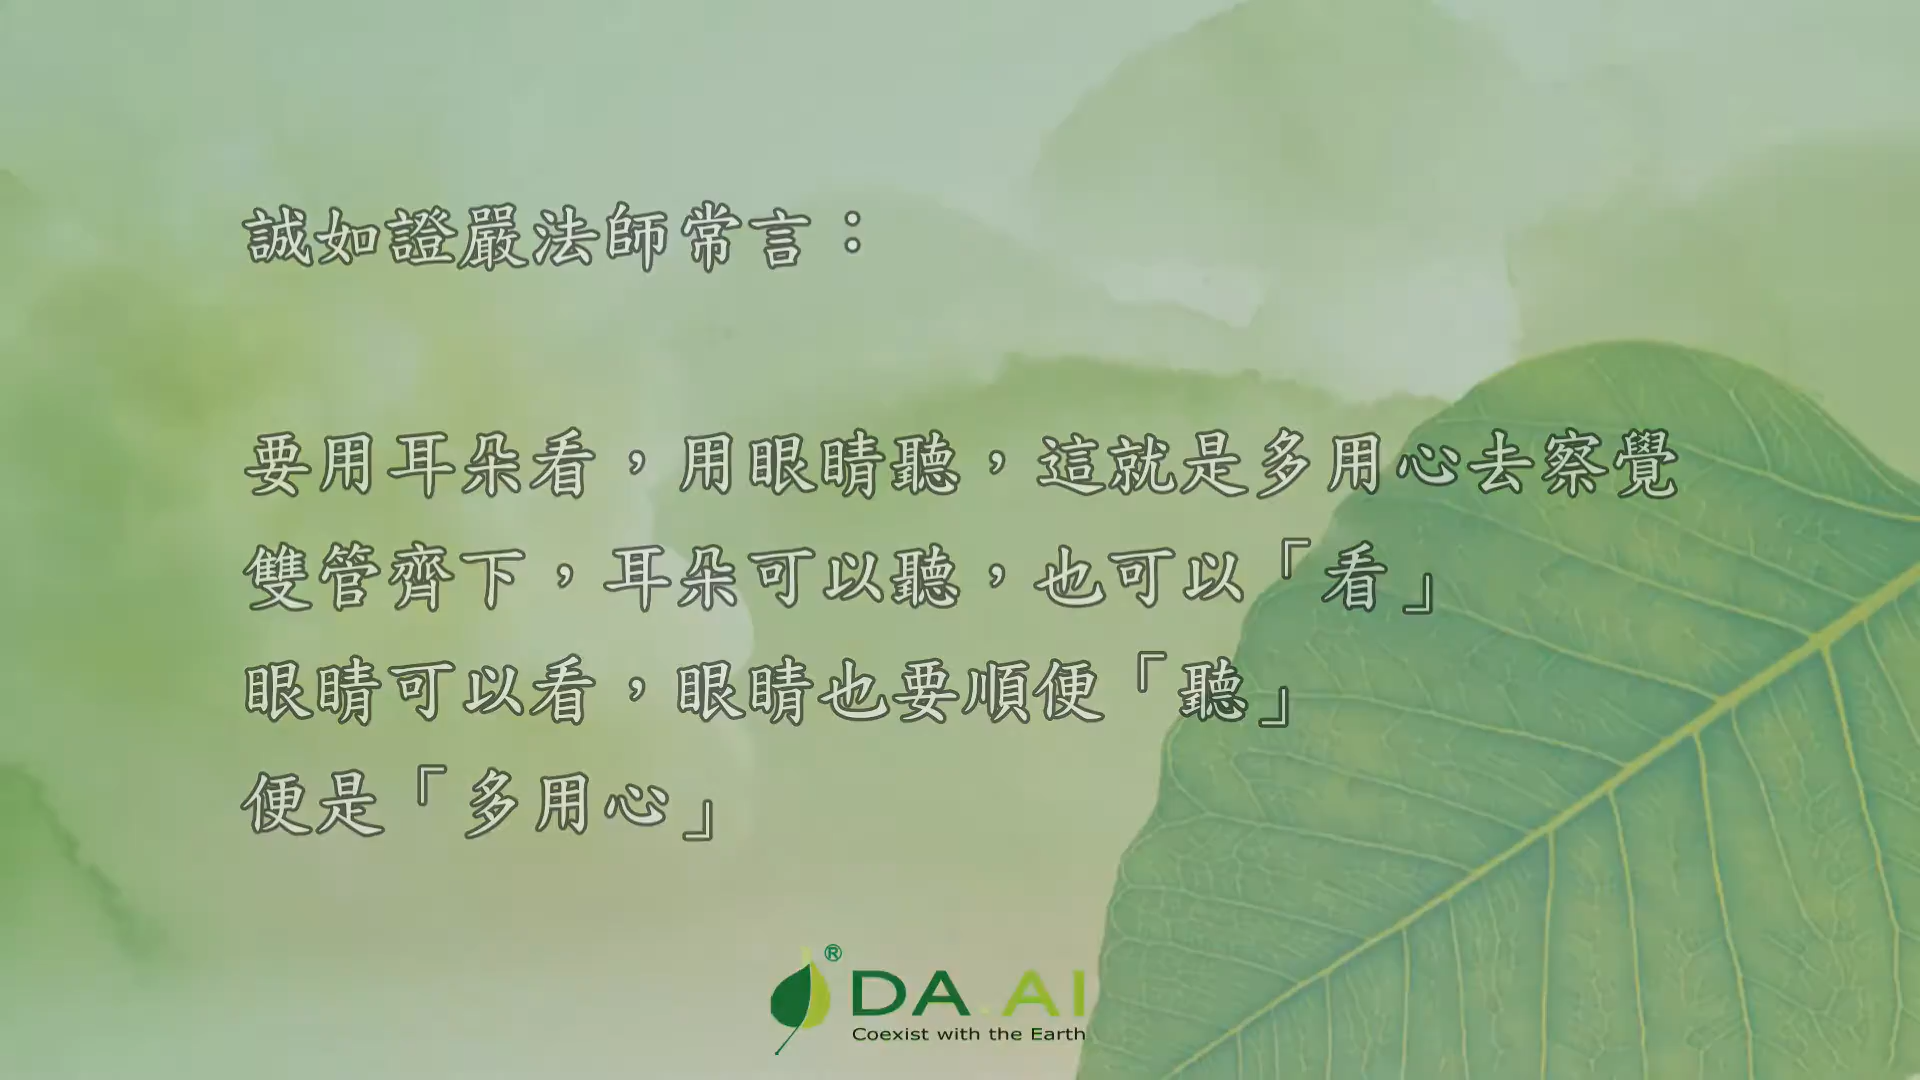 誠如證嚴法師常言：
要用耳朵看，用眼睛聽，這就是多用心去察覺
雙管齊下，耳朵可以聽，也可以「看」
眼睛可以看，眼睛也要順便「聽」
便是「多用心」
® DA.AI
Coexist with the Earth